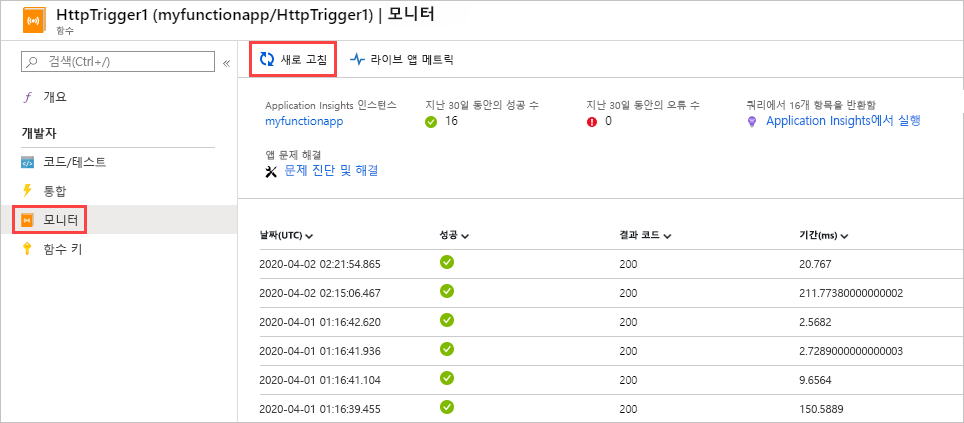 HttpTrigger1 (myfunctionapp/HttpTrigger1) | 모니터
함수
검색(Ctrl+/)
«
개요
개발자
코드/테스트
통합
모니터
함수 키
새로 고침
라이브 앱 메트릭
Application Insights 인스턴스
myfunctionapp
지난 30일 동안의 성공 수
16
지난 30일 동안의 오류 수
0
쿼리에서 16개 항목을 반환함
Application Insights에서 실행
앱 문제 해결
문제 진단 및 해결
날짜(UTC) 성공 결과 코드 기간(ms)
2020-04-02 02:21:54.865 200 20.767
2020-04-02 02:15:06.467 200 211.77380000000002
2020-04-01 01:16:42.620 200 2.5682
2020-04-01 01:16:41.936 200 2.7289000000000003
2020-04-01 01:16:41.104 200 9.6564
2020-04-01 01:16:39.455 200 150.5889